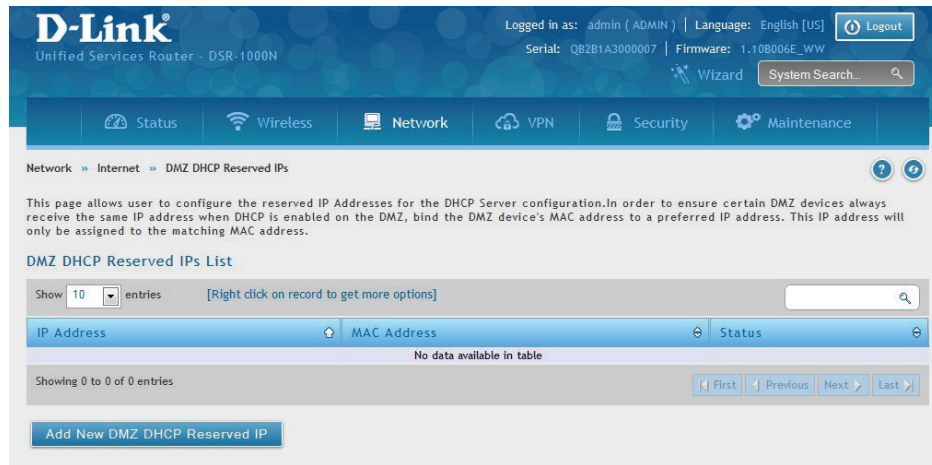 D-Link®
Unified Services Router - DSR-1000N
Logged in as: admin ( ADMIN ) | Language: English [US]
Logout
Serial: QB2B1A3000007 | Firmware: 1.10B006E_WW
Wizard
System Search...
Status
Wireless
Network
VPN
Security
Maintenance
Network » Internet » DMZ DHCP Reserved IPs
?
This page allows user to configure the reserved IP Addresses for the DHCP Server configuration.In order to ensure certain DMZ devices always
receive the same IP address when DHCP is enabled on the DMZ, bind the DMZ device's MAC address to a preferred IP address. This IP address will
only be assigned to the matching MAC address.
DMZ DHCP Reserved IPs List
Show 10 entries
[Right click on record to get more options]
IP Address
MAC Address
Status
No data available in table
Showing 0 to 0 of 0 entries
First
Previous
Next
Last
Add New DMZ DHCP Reserved IP